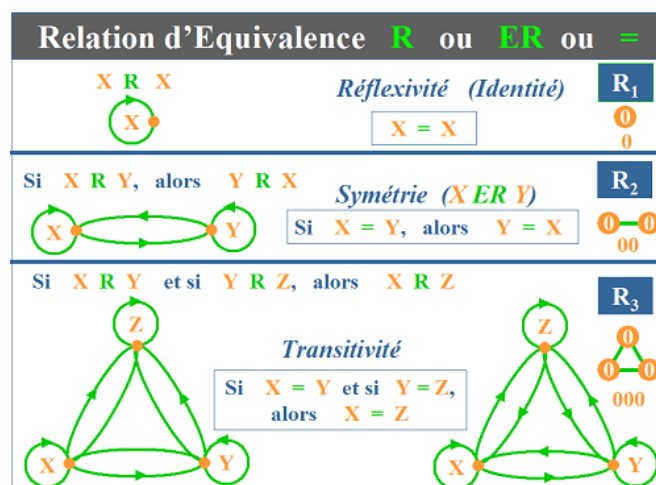 Relation d'Equivalence R ou ER ou =
X R X
X
Réflexivité (Identité)
X = X
R1
0
0
Si X R Y, alors Y R X
X
Y
Symétrie (X ER Y)
Si X = Y, alors Y = X
R2
0 0
00
Si X R Y et si Y R Z, alors X R Z
Z
X
Y
Transitivité
Si X = Y et si Y = Z,
alors X = Z
Z
X
Y
R3
0
0 0
000